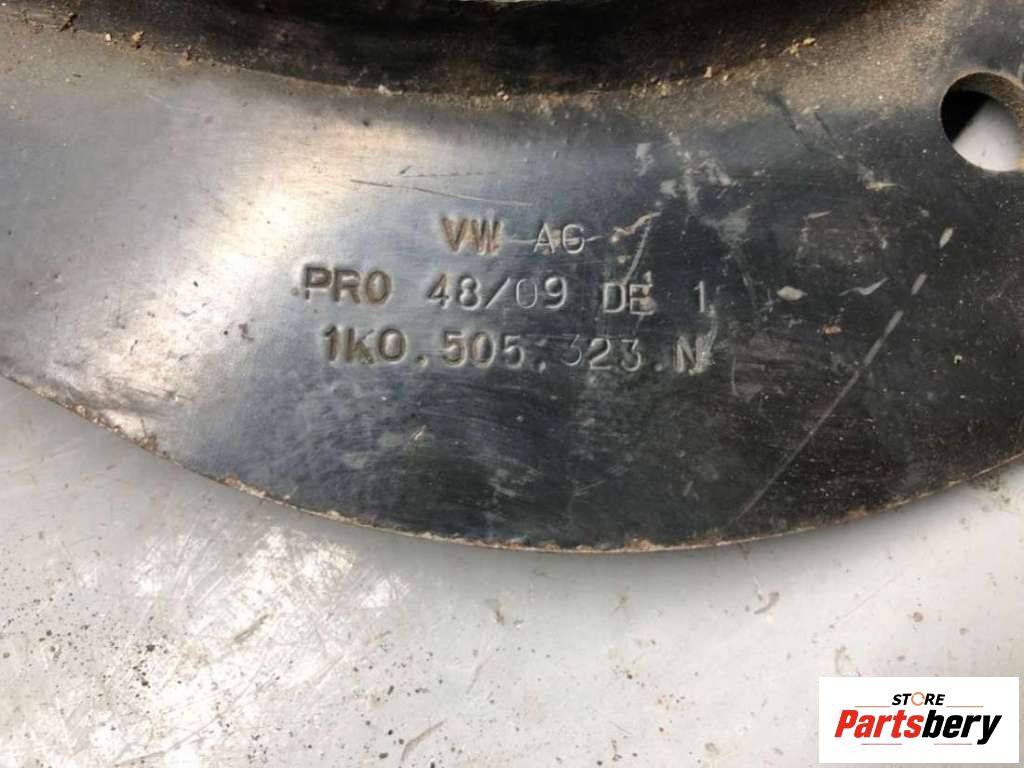 VW AG
PRO 48/09 DE 1
1K0.505.323.N
STORE
Partsbery